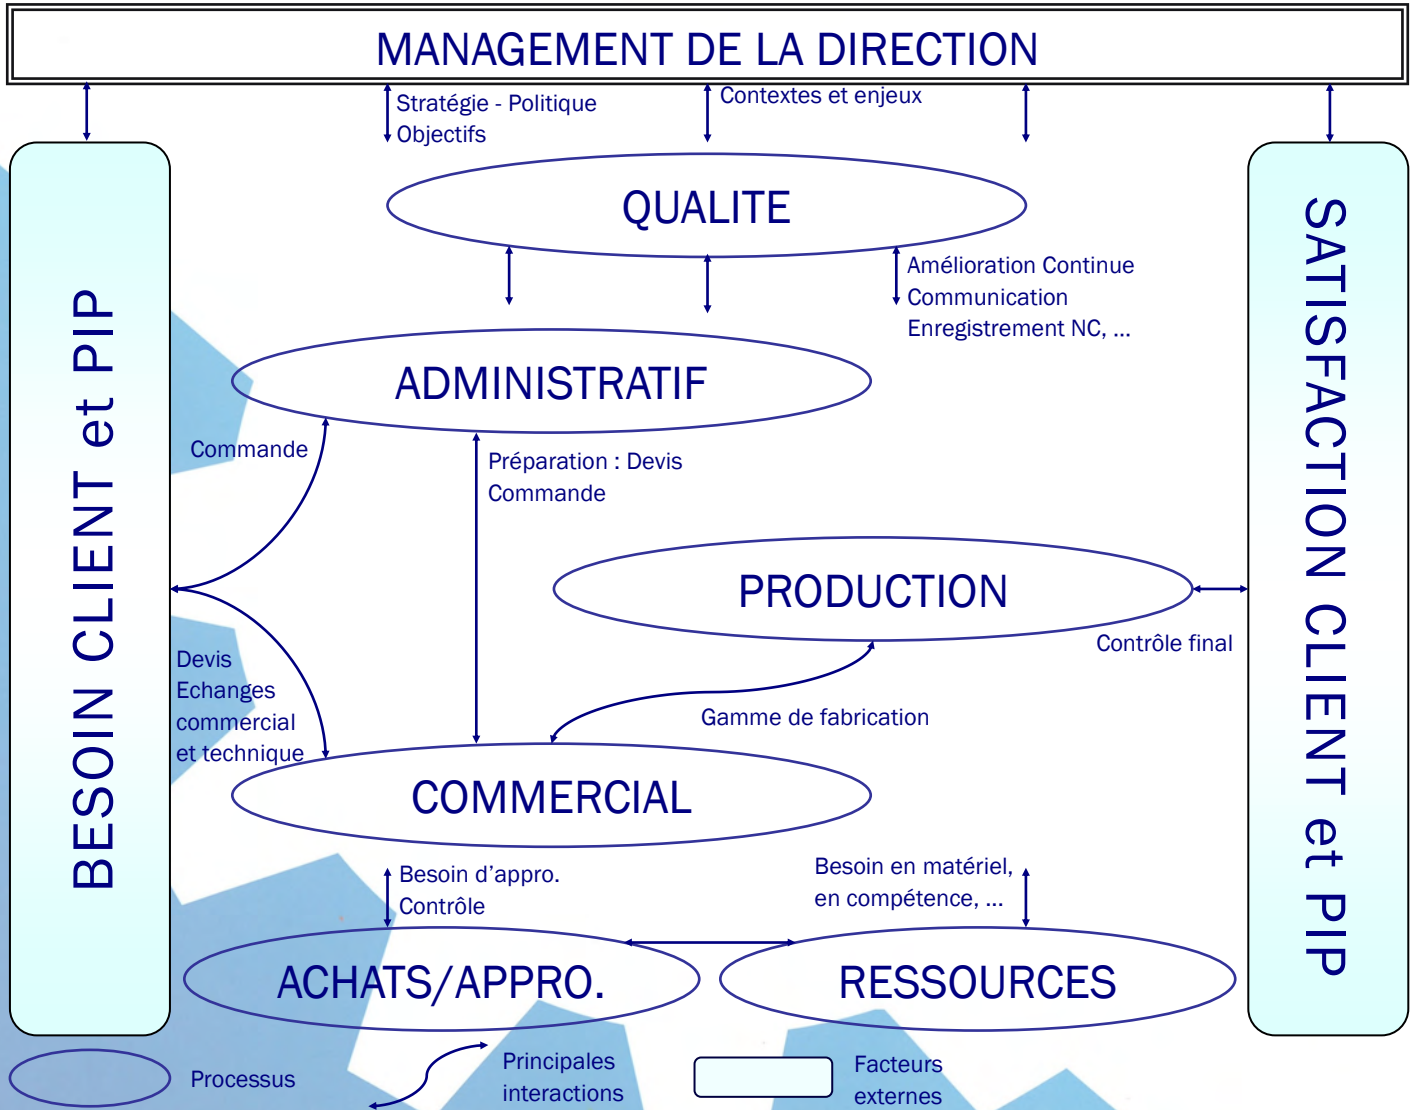 MANAGEMENT DE LA DIRECTION
Stratégie - Politique
Objectifs
Contextes et enjeux
QUALITE
Amélioration Continue
Communication
Enregistrement NC, ...
ADMINISTRATIF
Commande
Préparation : Devis
Commande
BESOIN CLIENT et PIP
SATISFACTION CLIENT et PIP
PRODUCTION
Contrôle final
Devis
Echanges
commercial
et technique
Gamme de fabrication
COMMERCIAL
Besoin d'appro.
Contrôle
Besoin en matériel,
en compétence, ...
ACHATS/APPRO.
RESSOURCES
Processus
Principales
interactions
Facteurs
externes